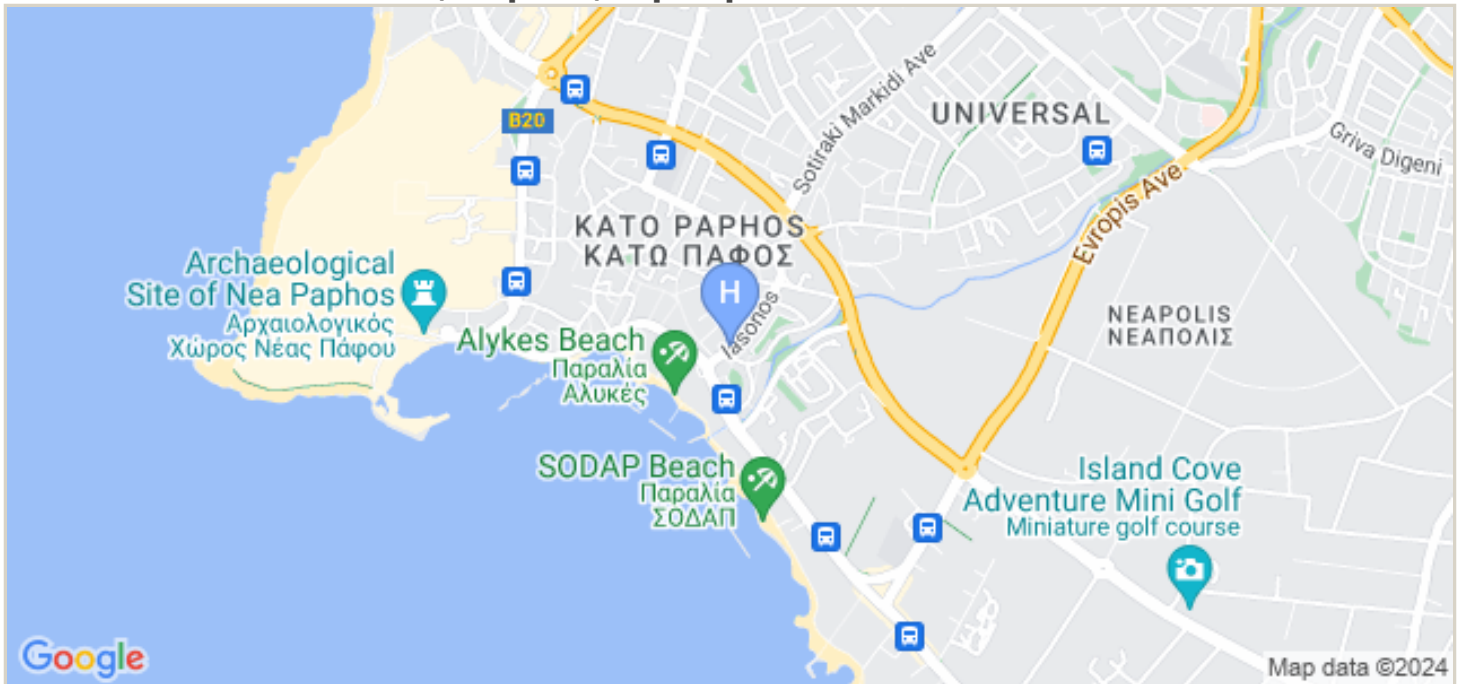 B20
Sotiraki Markidi Ave
UNIVERSAL
Griva Digeni
Evropis Ave
KATO PAPHOS
ΚΑΤΩ ΠΑΦΟΣ
Archaeological
Site of Nea Paphos
Αρχαιολογικός
Χώρος Νέας Πάφου
H
Iasonos
NEAPOLIS
ΝΕΑΠΟΛΙΣ
Alykes Beach
Παραλία
Αλυκές
SODAP Beach
Παραλία
ΣΟΔΑΠ
Island Cove
Adventure Mini Golf
Miniature golf course
Google
Map data ©2024